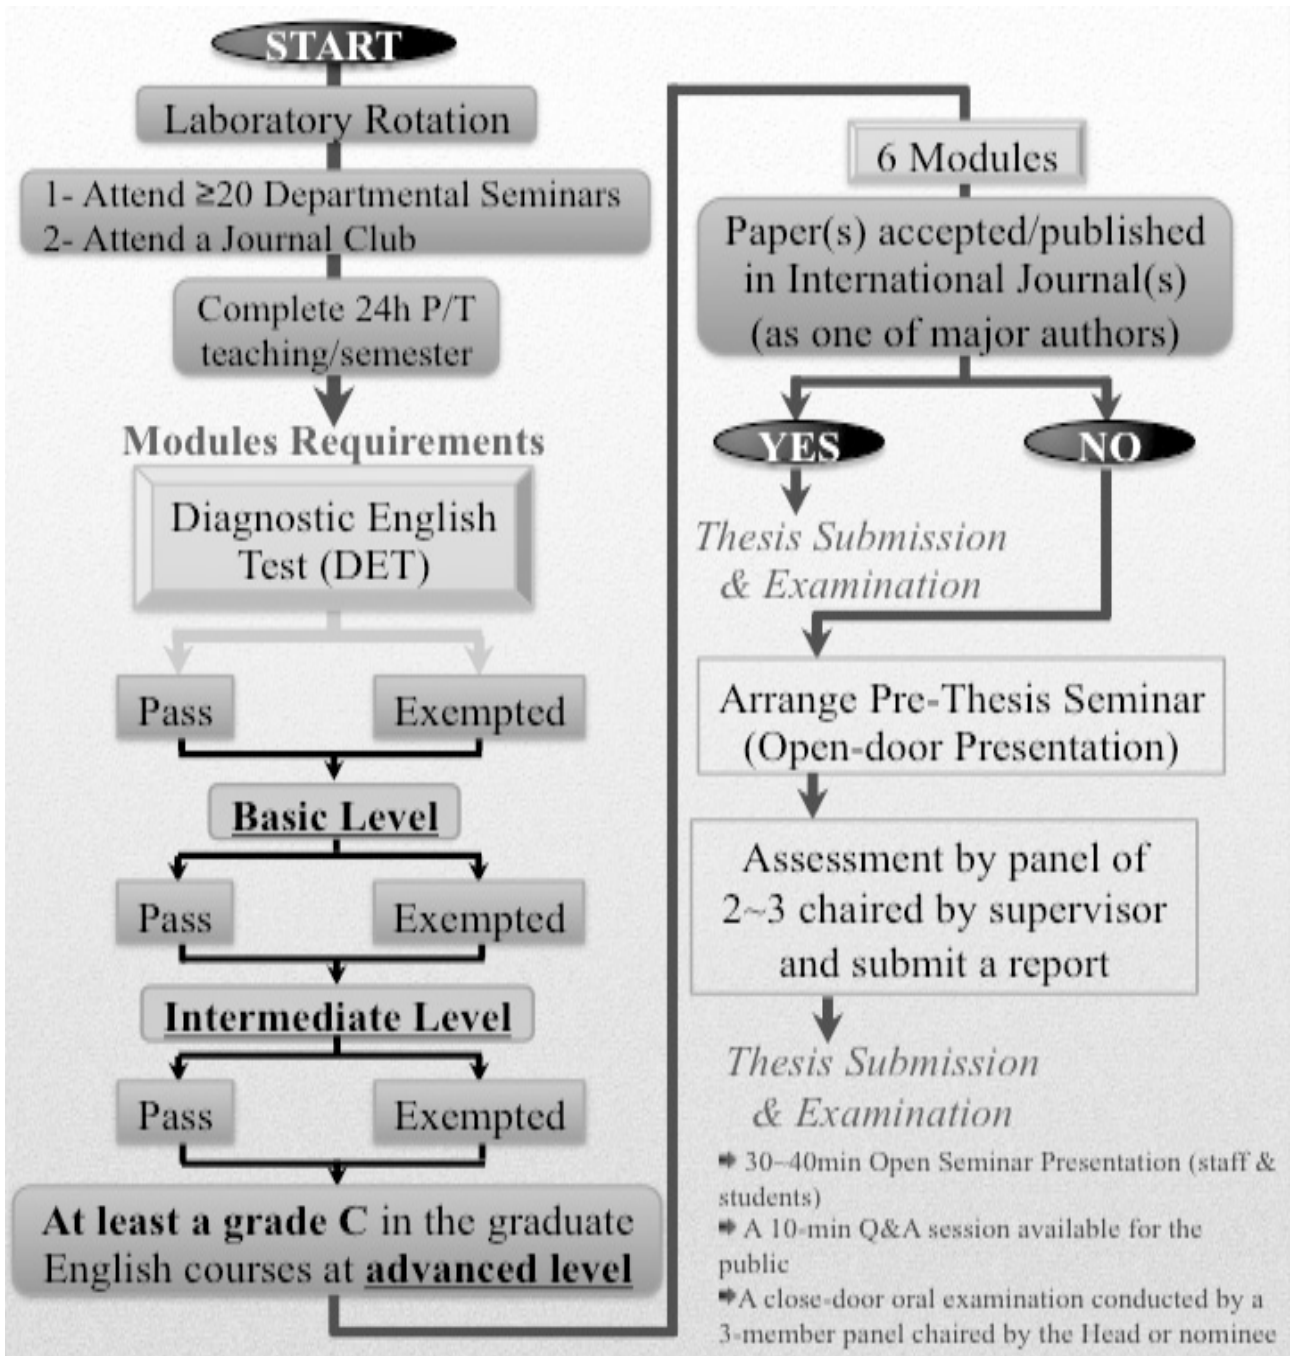 START
Laboratory Rotation
1- Attend ≥20 Departmental Seminars
2- Attend a Journal Club
Complete 24h P/T
teaching/semester
Modules Requirements
Diagnostic English
Test (DET)
Pass
Exempted
Basic Level
Pass
Exempted
Intermediate Level
Pass
Exempted
At least a grade C in the graduate
English courses at advanced level
6 Modules
Paper(s) accepted/published
in International Journal(s)
(as one of major authors)
YES
NO
Thesis Submission
& Examination
Arrange Pre-Thesis Seminar
(Open-door Presentation)
Assessment by panel of
2~3 chaired by supervisor
and submit a report
Thesis Submission
& Examination
30–40min Open Seminar Presentation (staff &
students)
A 10-min Q&A session available for the
public
A close-door oral examination conducted by a
3-member panel chaired by the Head or nominee